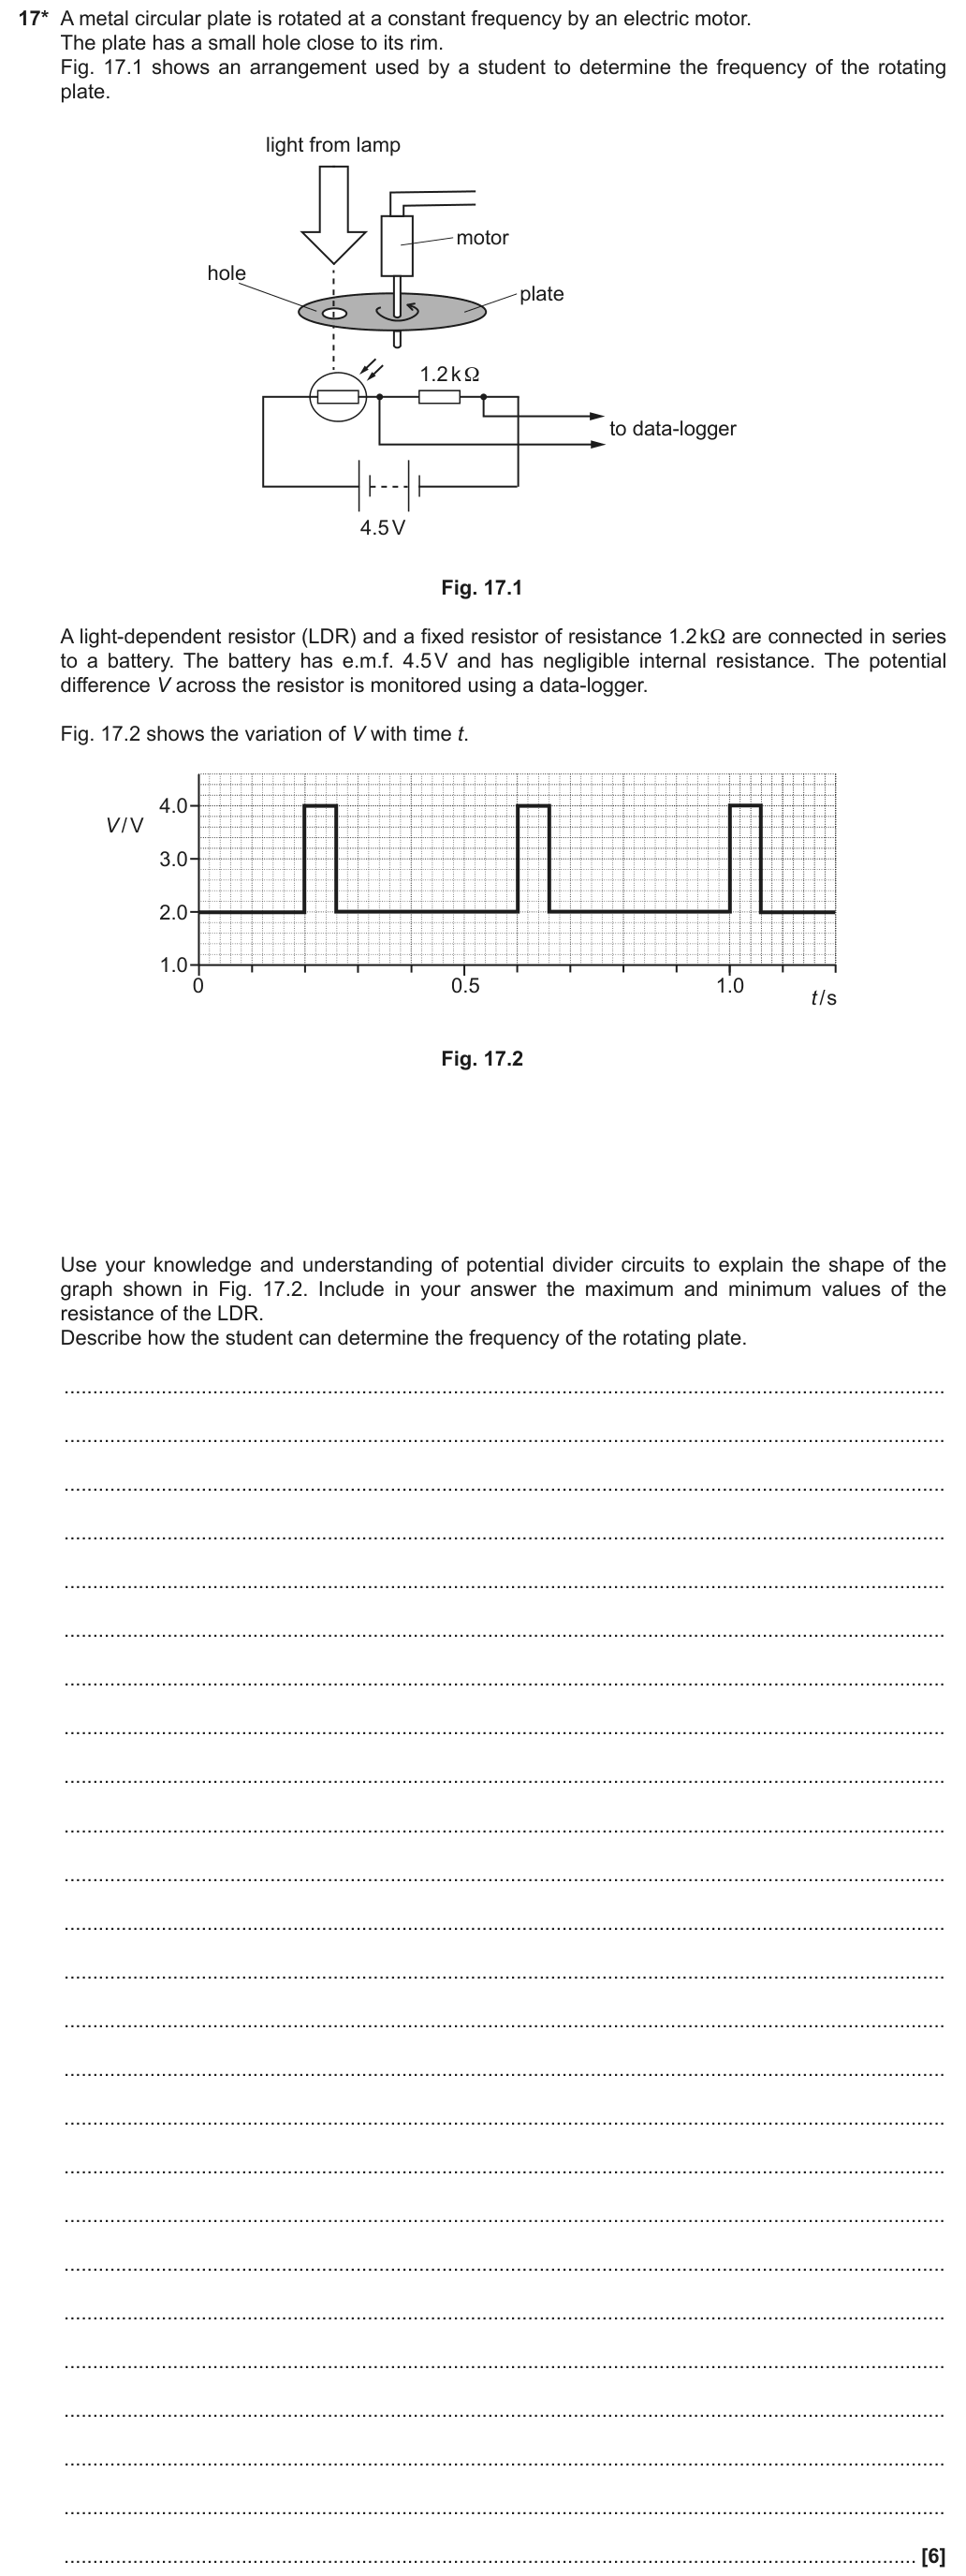 17* A metal circular plate is rotated at a constant frequency by an electric motor.
The plate has a small hole close to its rim.
Fig. 17.1 shows an arrangement used by a student to determine the frequency of the rotating
plate.
light from lamp
motor
hole
plate
1.2 kΩ
to data-logger
4.5 V
Fig. 17.1
A light-dependent resistor (LDR) and a fixed resistor of resistance 1.2 kΩ are connected in series
to a battery. The battery has e.m.f. 4.5 V and has negligible internal resistance. The potential
difference V across the resistor is monitored using a data-logger.
Fig. 17.2 shows the variation of V with time t.
4.0
V/V
3.0
2.0
1.0
0 0.5 1.0
t/s
Fig. 17.2
Use your knowledge and understanding of potential divider circuits to explain the shape of the
graph shown in Fig. 17.2. Include in your answer the maximum and minimum values of the
resistance of the LDR.
Describe how the student can determine the frequency of the rotating plate.
[6]